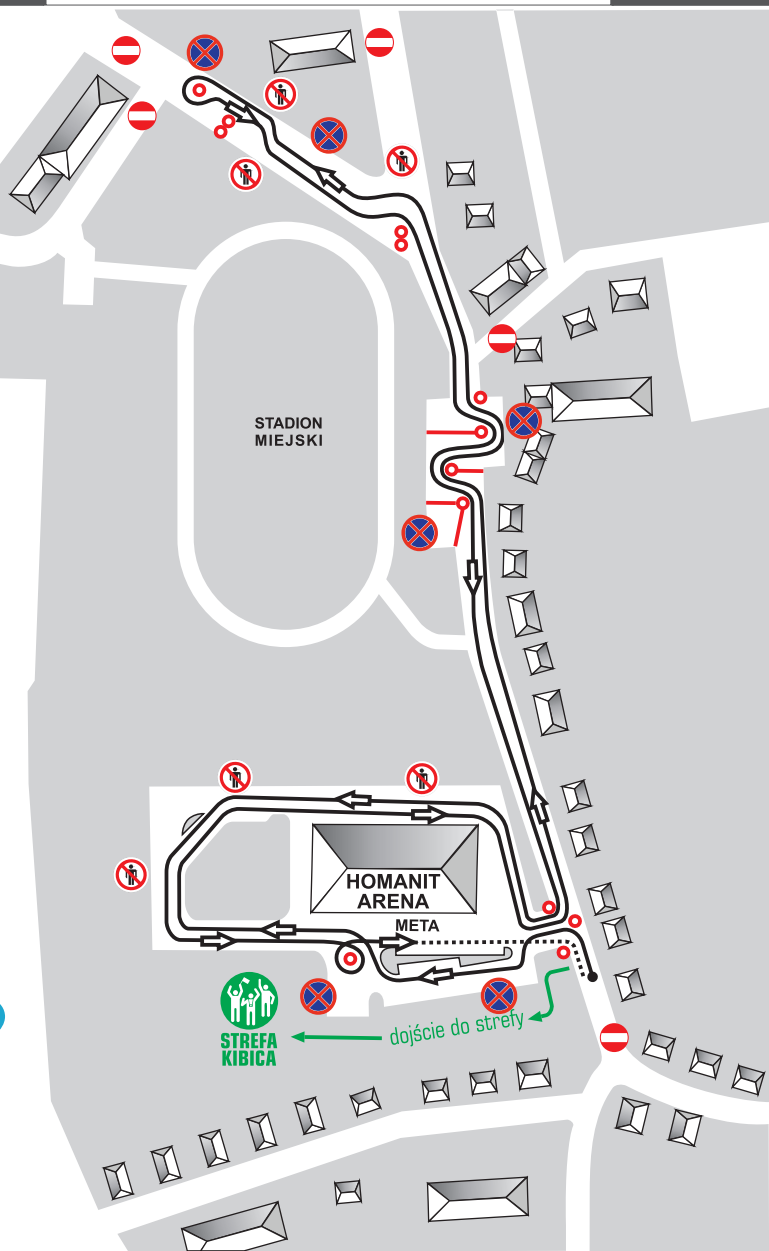 STADION
MIEJSKI
HOMANIT
ARENA
META
dojście do strefy
STREFA
KIBICA